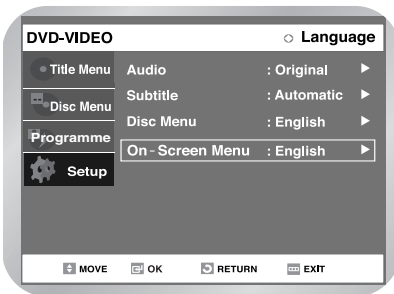 DVD-VIDEO Language
Title Menu
Disc Menu
Programme
Setup
Audio : Original
Subtitle : Automatic
Disc Menu : English
On-Screen Menu : English
MOVE OK RETURN EXIT